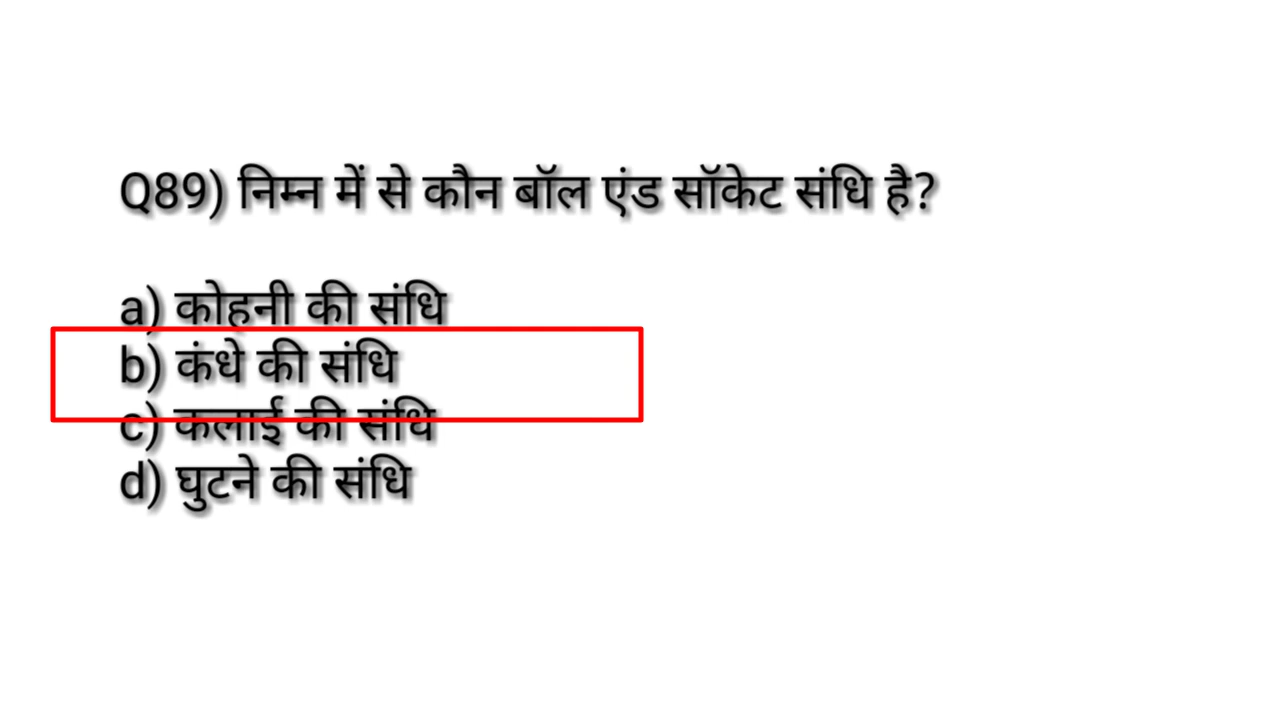 Q89) निम्न में से कौन बॉल एंड सॉकेट संधि है?
a) कोहनी की संधि
b) कंधे की संधि
c) कलाई की संधि
d) घुटने की संधि